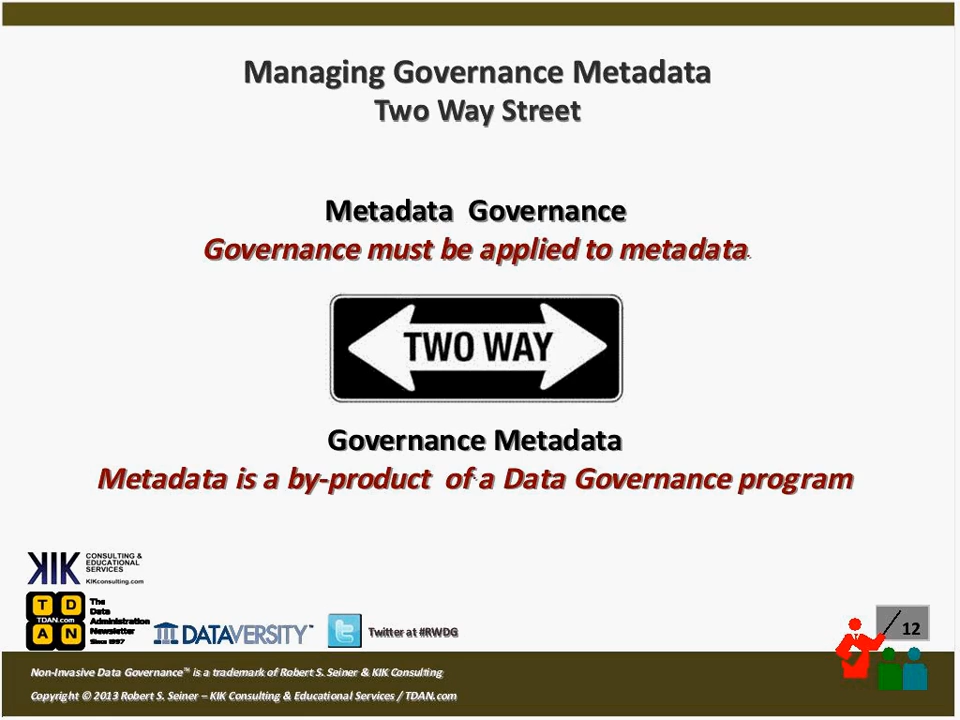 Managing Governance Metadata
Two Way Street
Metadata Governance
Governance must be applied to metadata.
TWO WAY
Governance Metadata
Metadata is a by-product of a Data Governance program
KIK CONSULTING &
EDUCATIONAL
SERVICES
KIKconsulting.com
T D
TDAN.com
A N
The
Data
Administration
Newsletter
Since 1997
DATAVERSITY™
Twitter at #RWDG
12
Non-Invasive Data Governance™ is a trademark of Robert S. Seiner & KIK Consulting
Copyright © 2013 Robert S. Seiner – KIK Consulting & Educational Services / TDAN.com